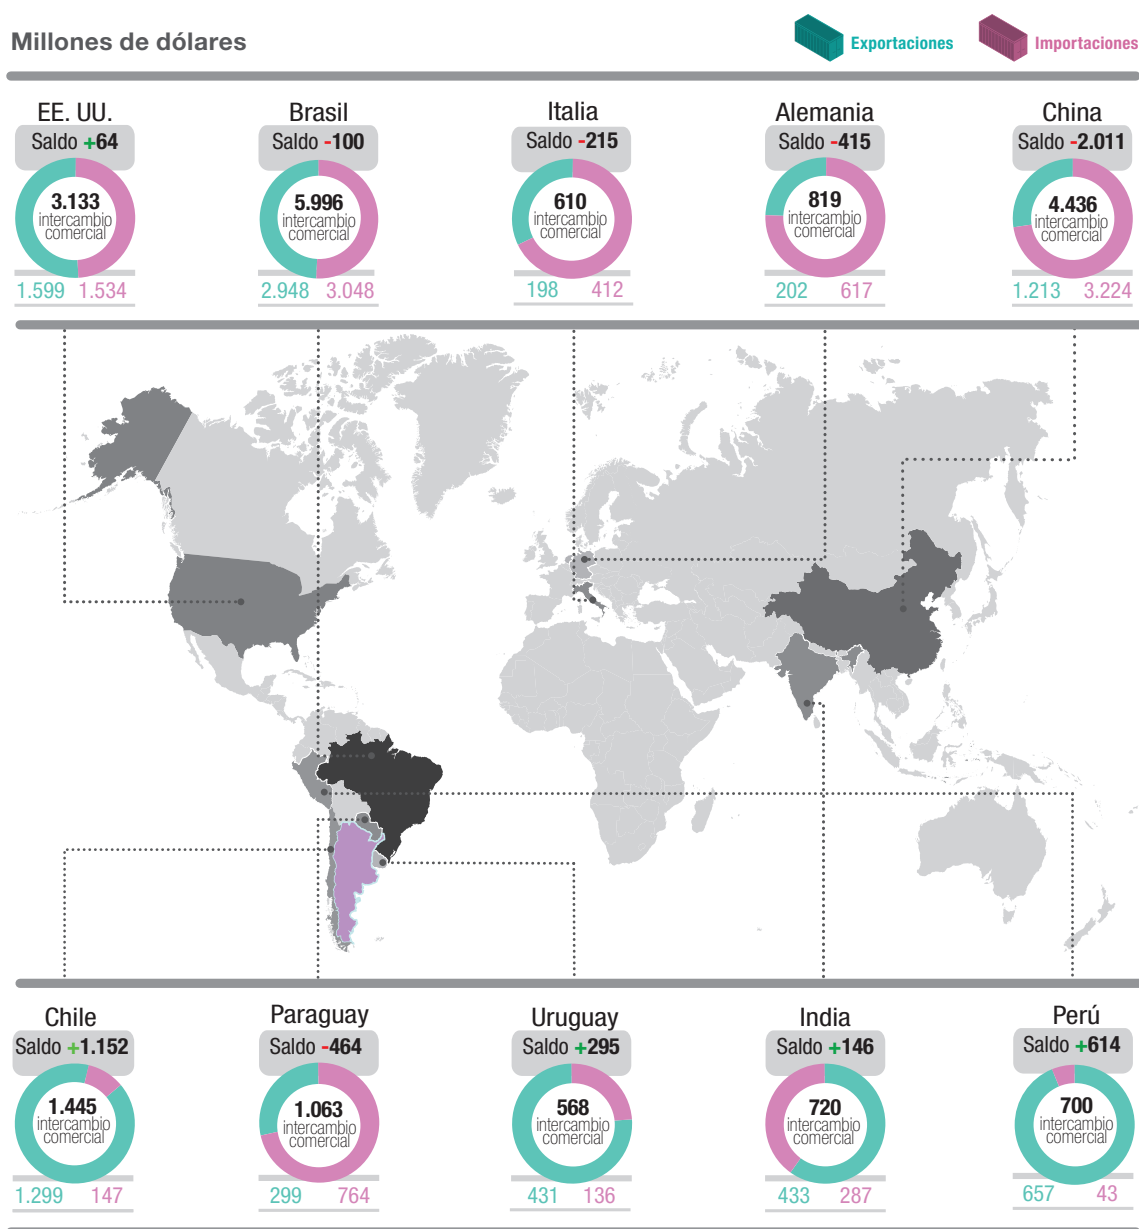 Millones de dólares
Exportaciones
Importaciones
EE. UU.
Saldo +64
3.133
intercambio
comercial
1.599 1.534
Brasil
Saldo -100
5.996
intercambio
comercial
2.948 3.048
Italia
Saldo -215
610
intercambio
comercial
198 412
Alemania
Saldo -415
819
intercambio
comercial
202 617
China
Saldo -2.011
4.436
intercambio
comercial
1.213 3.224
Chile
Saldo +1.152
1.445
intercambio
comercial
1.299 147
Paraguay
Saldo -464
1.063
intercambio
comercial
299 764
Uruguay
Saldo +295
568
intercambio
comercial
431 136
India
Saldo +146
720
intercambio
comercial
433 287
Perú
Saldo +614
700
intercambio
comercial
657 43